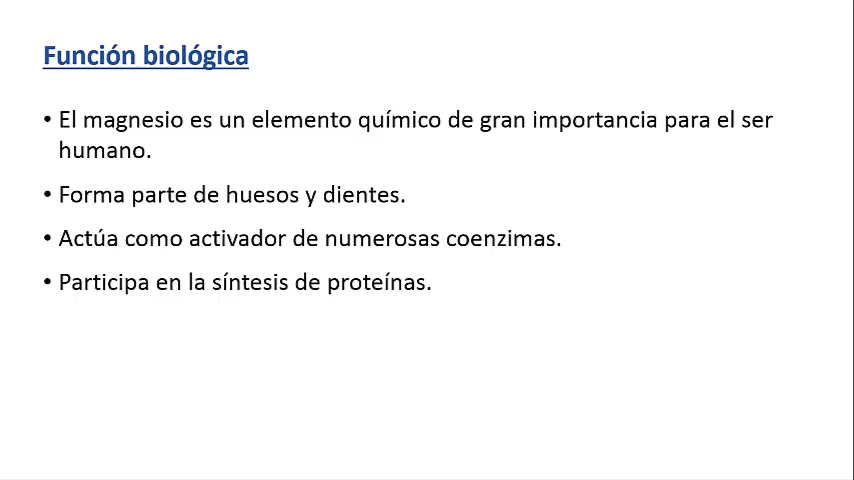 Función biológica
• El magnesio es un elemento químico de gran importancia para el ser
humano.
• Forma parte de huesos y dientes.
• Actúa como activador de numerosas coenzimas.
• Participa en la síntesis de proteínas.